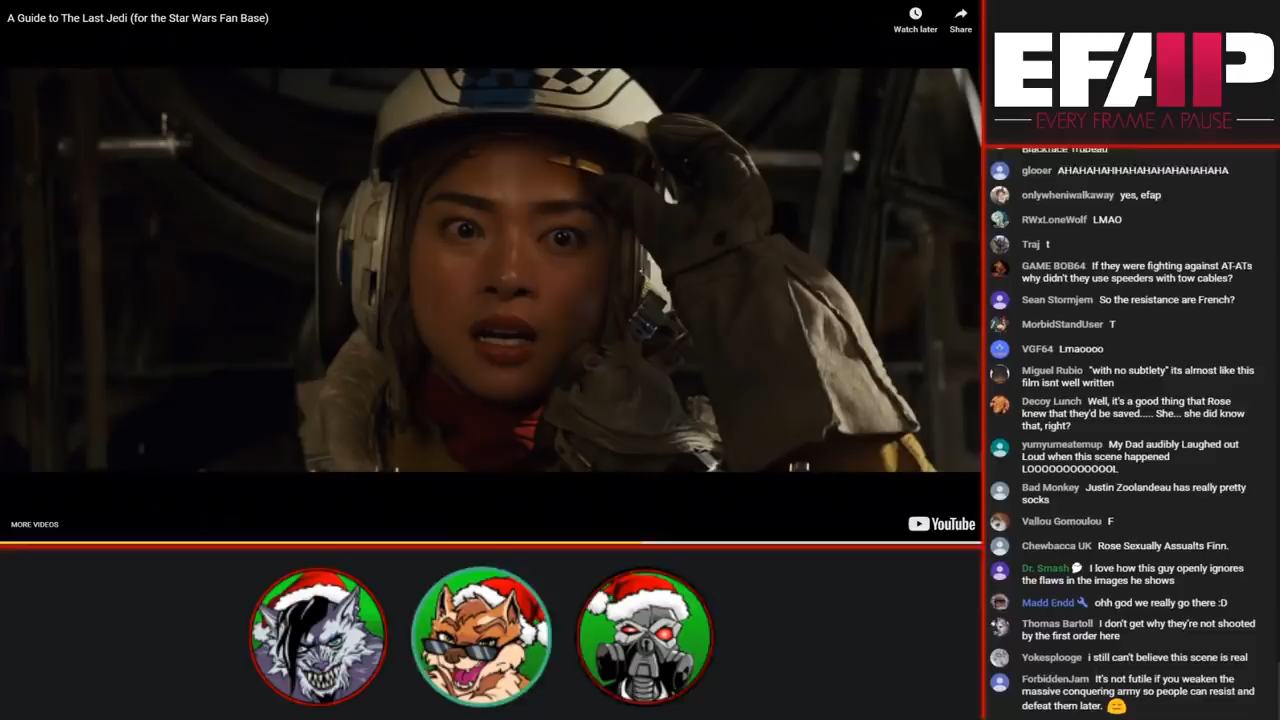 A Guide to The Last Jedi (for the Star Wars Fan Base)
Watch later
Share
MORE VIDEOS
YouTube
EFAP
EVERY FRAME A PAUSE
Blackface Trudeau
glooer AHAHAHAHHAHAHAHAHAHAHA
onlywheniwalkaway yes, efap
RWxLoneWolf LMAO
Traj t
GAME BOB64 If they were fighting against AT-ATs
why didn't they use speeders with tow cables?
Sean Stormjem So the resistance are French?
MorbidStandUser T
VGF64 Lmaoooo
Miguel Rubio "with no subtlety" its almost like this
film isnt well written
Decoy Lunch Well, it's a good thing that Rose
knew that they'd be saved..... She... she did know
that, right?
yumyumeatemup My Dad audibly Laughed out
Loud when this scene happened
LOOOOOOOOOOOOL
Bad Monkey Justin Zoolandeau has really pretty
socks
Vallou Gomoulou F
Chewbacca UK Rose Sexually Assualts Finn.
Dr. Smash I love how this guy openly ignores
the flaws in the images he shows
Madd Endd ohh god we really go there :D
Thomas Bartoll I don't get why they're not shooted
by the first order here
Yokesplooge i still can't believe this scene is real
ForbiddenJam It's not futile if you weaken the
massive conquering army so people can resist and
defeat them later.